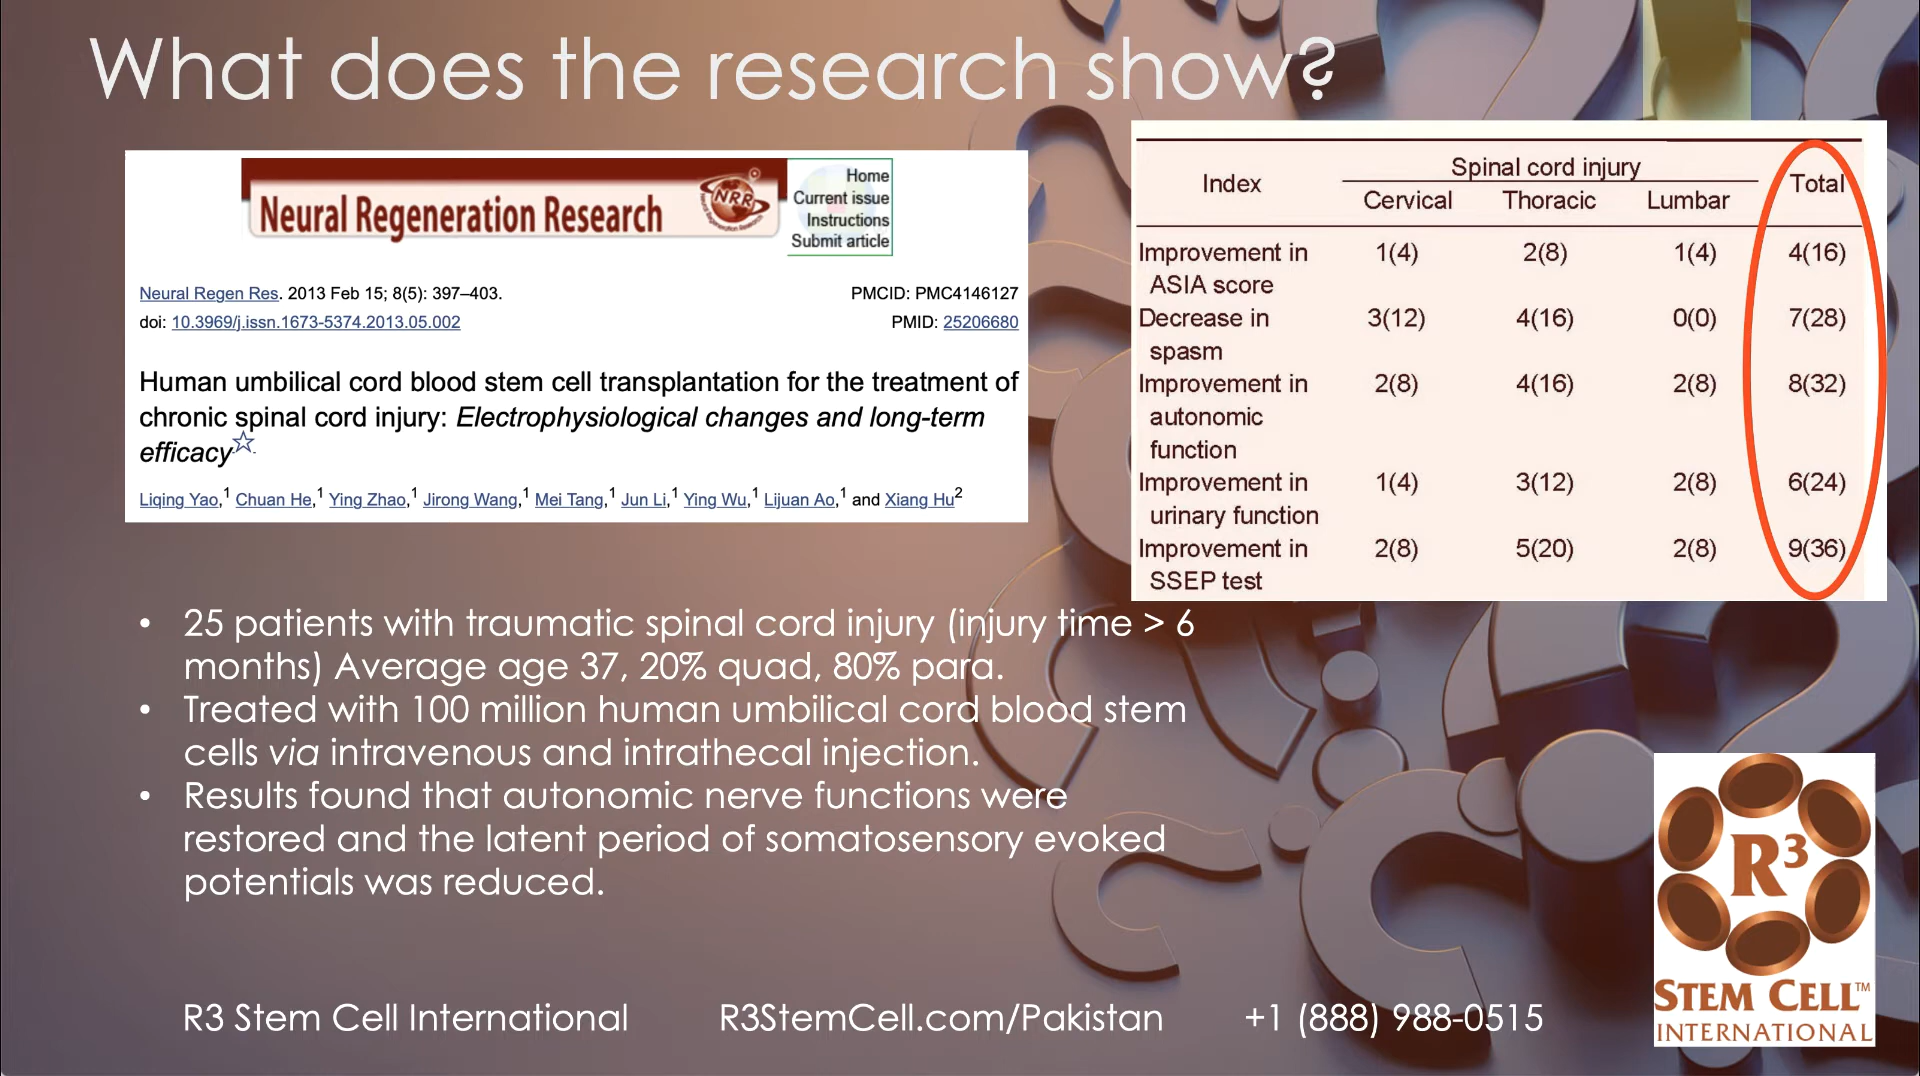 What does the research show?
Neural Regeneration Research
NRR
Home
Current issue
Instructions
Submit article
Neural Regen Res. 2013 Feb 15; 8(5): 397–403.
PMCID: PMC4146127
doi: 10.3969/j.issn.1673-5374.2013.05.002
PMID: 25206680
Human umbilical cord blood stem cell transplantation for the treatment of
chronic spinal cord injury: Electrophysiological changes and long-term
efficacy☆
Liqing Yao,1 Chuan He,1 Ying Zhao,1 Jirong Wang,1 Mei Tang,1 Jun Li,1 Ying Wu,1 Lijuan Ao,1 and Xiang Hu2
Index Spinal cord injury Total
Cervical Thoracic Lumbar
Improvement in 1(4) 2(8) 1(4) 4(16)
ASIA score
Decrease in 3(12) 4(16) 0(0) 7(28)
spasm
Improvement in 2(8) 4(16) 2(8) 8(32)
autonomic
function
Improvement in 1(4) 3(12) 2(8) 6(24)
urinary function
Improvement in 2(8) 5(20) 2(8) 9(36)
SSEP test
• 25 patients with traumatic spinal cord injury (injury time > 6
months) Average age 37, 20% quad, 80% para.
• Treated with 100 million human umbilical cord blood stem
cells via intravenous and intrathecal injection.
• Results found that autonomic nerve functions were
restored and the latent period of somatosensory evoked
potentials was reduced.
R3 Stem Cell International R3StemCell.com/Pakistan +1 (888) 988-0515
R3
STEM CELL™
INTERNATIONAL